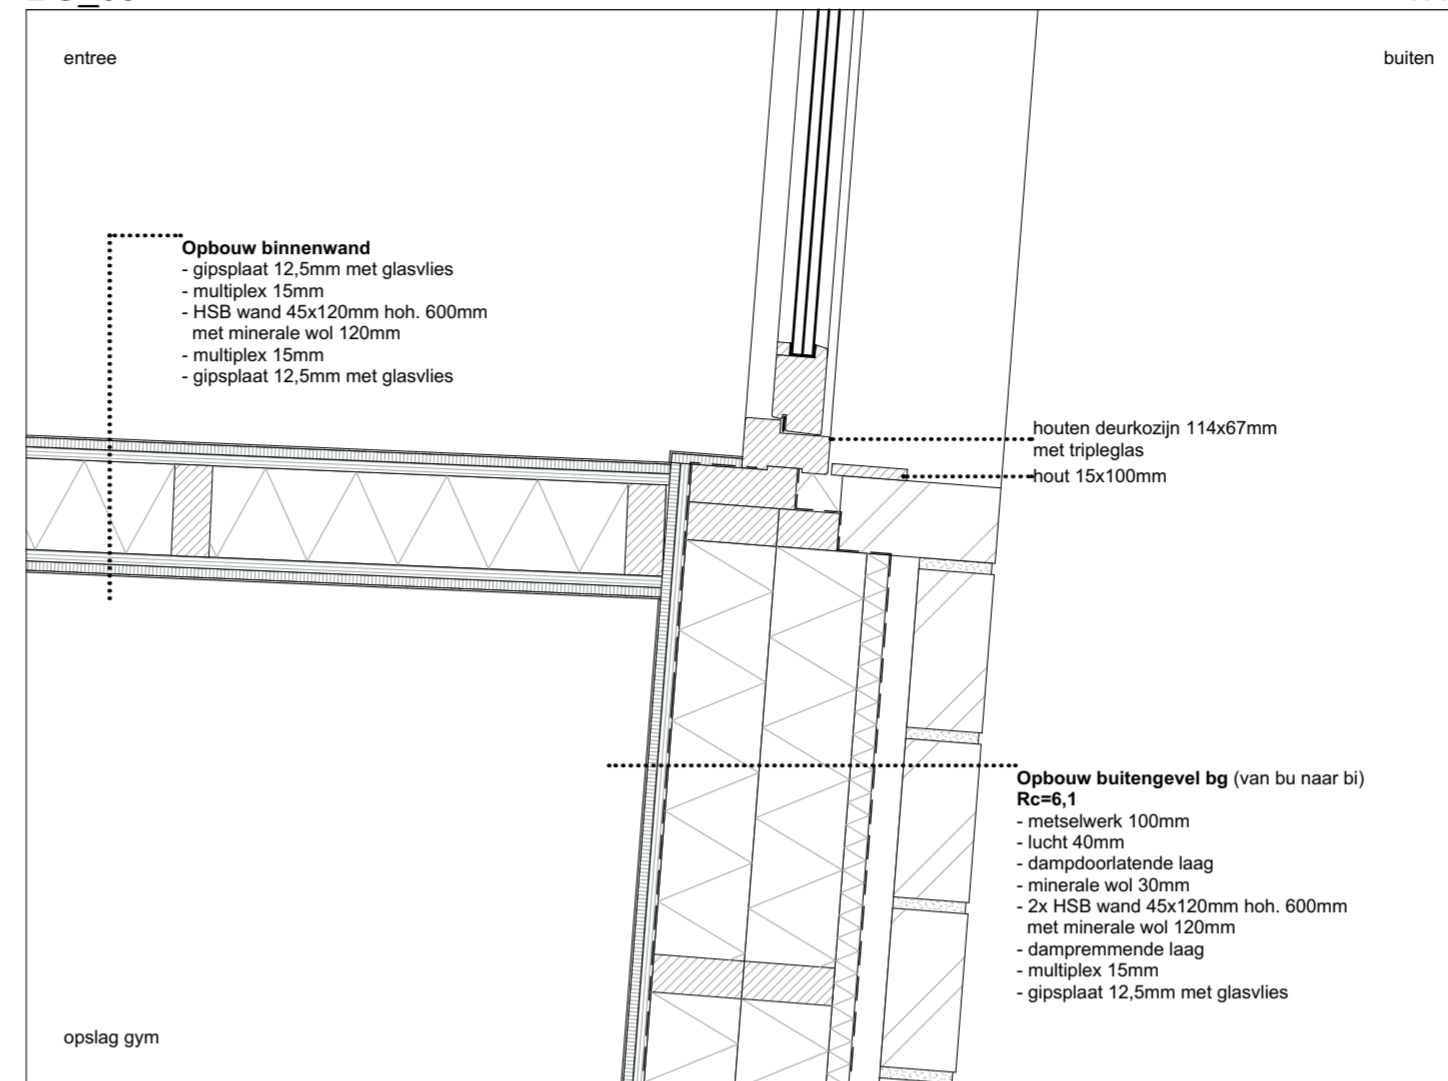 entree
buiten
Opbouw binnenwand
- gipsplaat 12,5mm met glasvlies
- multiplex 15mm
- HSB wand 45x120mm hoh. 600mm
met minerale wol 120mm
- multiplex 15mm
- gipsplaat 12,5mm met glasvlies
houten deurkozijn 114x67mm
met tripleglas
hout 15x100mm
Opbouw buitengevel bg (van bu naar bi)
Rc=6,1
- metselwerk 100mm
- lucht 40mm
- dampdoorlatende laag
- minerale wol 30mm
- 2x HSB wand 45x120mm hoh. 600mm
met minerale wol 120mm
- dampremmende laag
- multiplex 15mm
- gipsplaat 12,5mm met glasvlies
opslag gym